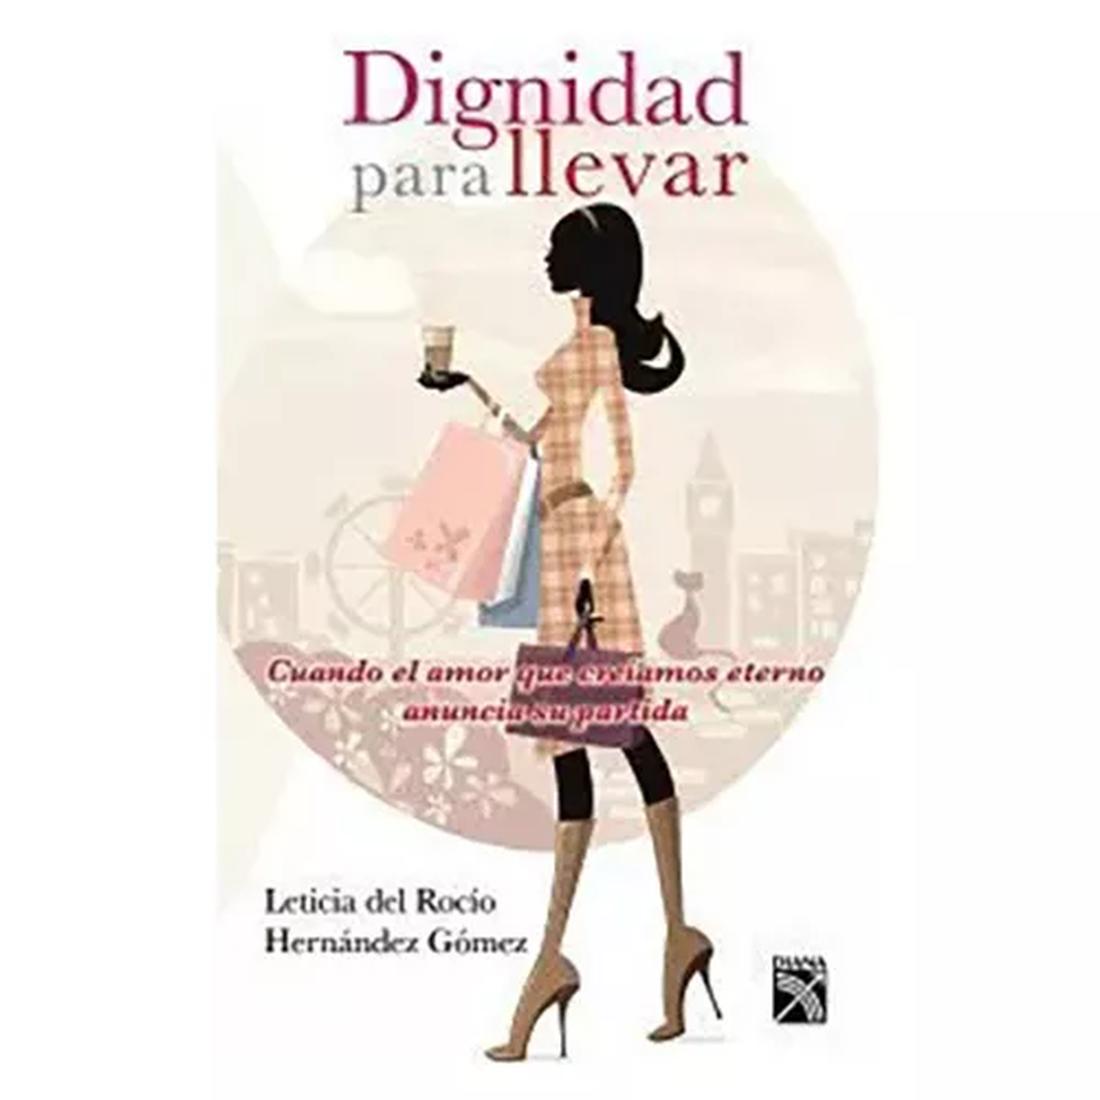 Dignidad
para llevar
Cuando el amor que creíamos eterno
anuncia su partida
Leticia del Rocío
Hernández Gómez
DIANA